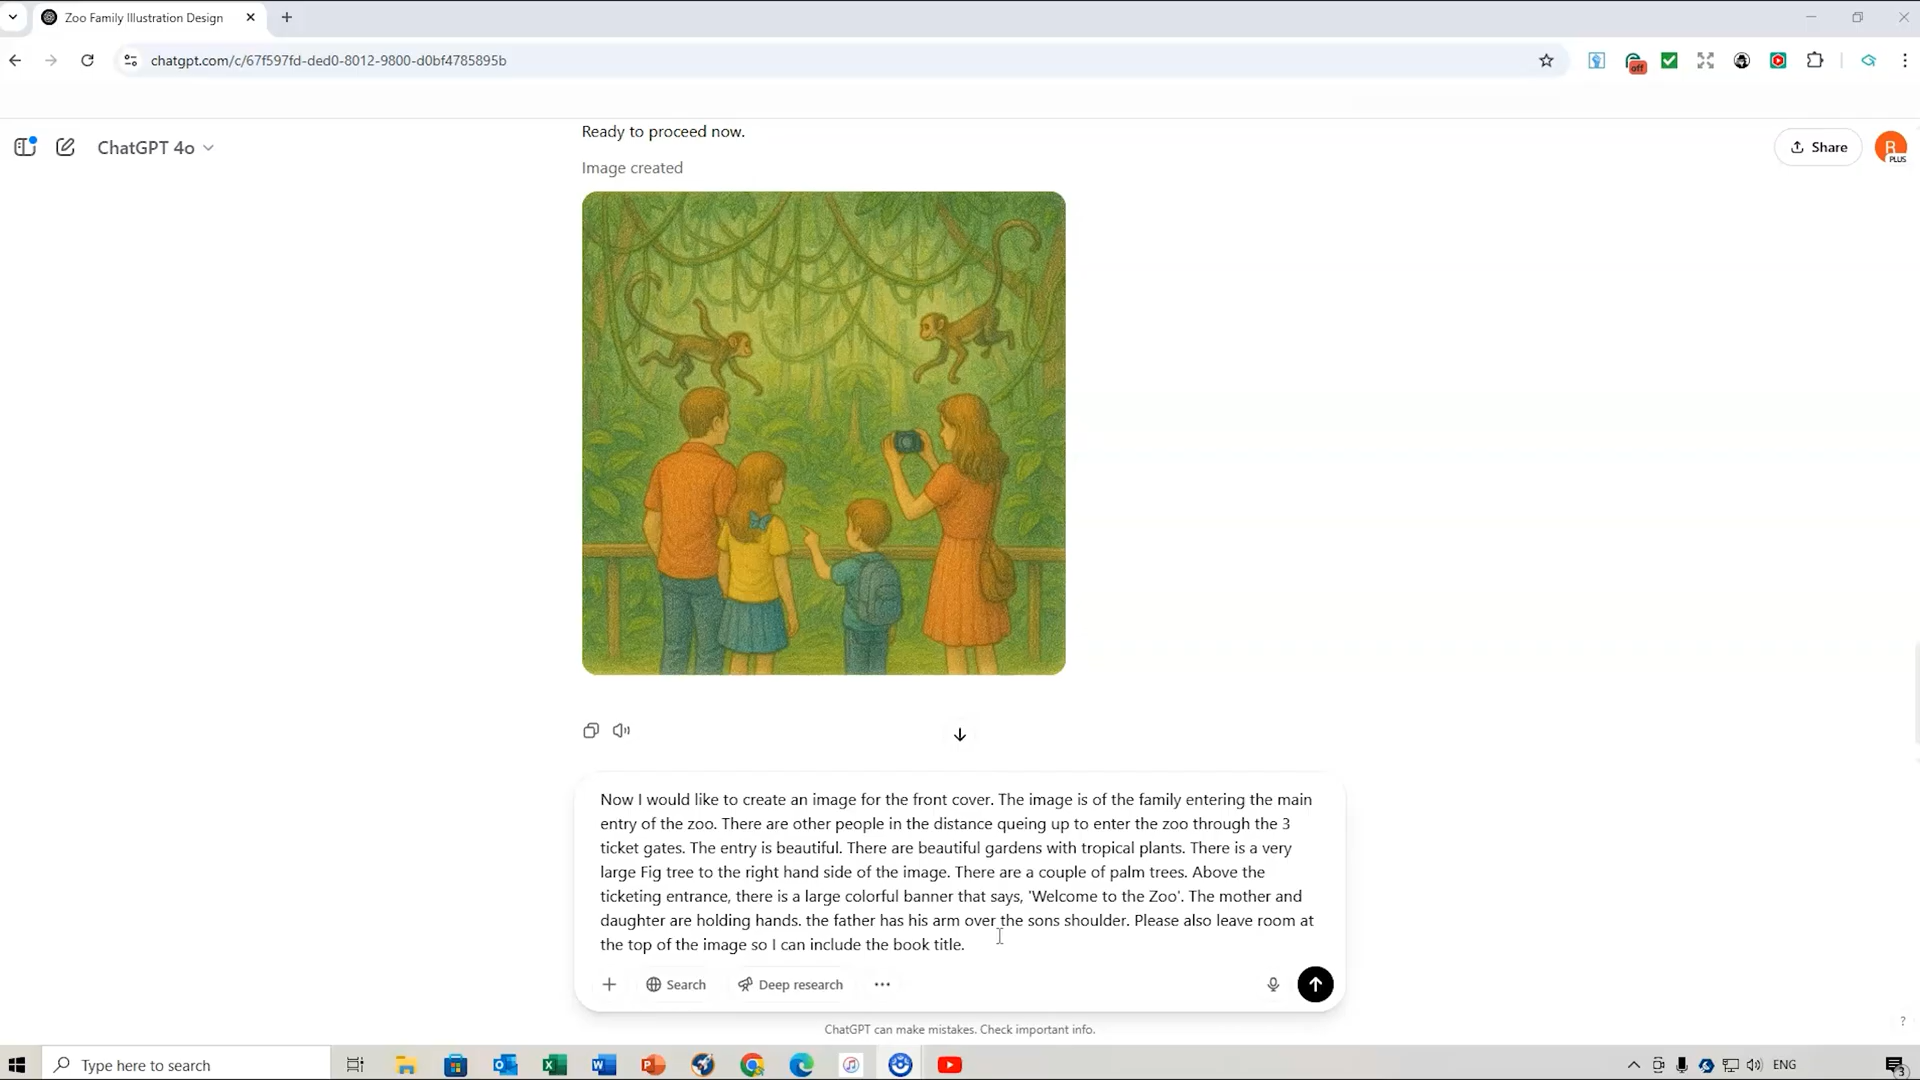 Zoo Family Illustration Design
chatgpt.com/c/67f597fd-ded0-8012-9800-d0bf4785895b
off
ChatGPT 4o
Share
R
PLUS
Ready to proceed now.
Image created
Now I would like to create an image for the front cover. The image is of the family entering the main
entry of the zoo. There are other people in the distance queing up to enter the zoo through the 3
ticket gates. The entry is beautiful. There are beautiful gardens with tropical plants. There is a very
large Fig tree to the right hand side of the image. There are a couple of palm trees. Above the
ticketing entrance, there is a large colorful banner that says, 'Welcome to the Zoo'. The mother and
daughter are holding hands. the father has his arm over the sons shoulder. Please also leave room at
the top of the image so I can include the book title.
Search
Deep research
ChatGPT can make mistakes. Check important info.
?
Type here to search
ENG
3